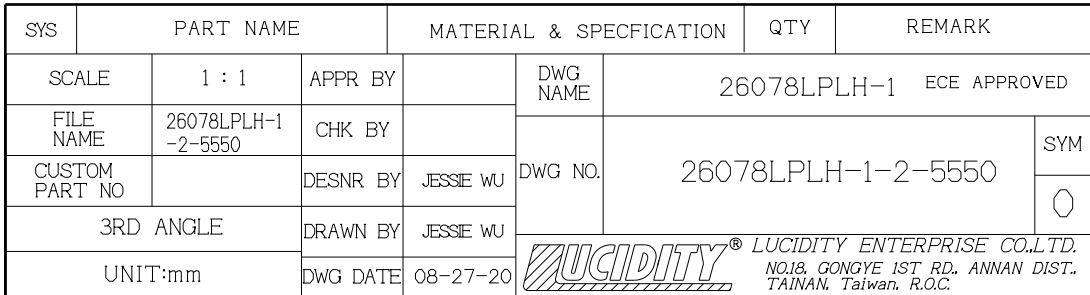 SYS PART NAME MATERIAL & SPECFICATION QTY REMARK
SCALE 1 : 1 APPR BY DWG NAME 26078LPLH-1 ECE APPROVED
FILE NAME 26078LPLH-1 -2-5550 CHK BY DWG NO. 26078LPLH-1-2-5550 SYM
CUSTOM PART NO DESNR BY JESSIE WU 0
3RD ANGLE DRAWN BY JESSIE WU
UNIT:mm DWG DATE 08-27-20
LUCIDITY® LUCIDITY ENTERPRISE CO.,LTD.
NO.18, GONGYE 1ST RD., ANNAN DIST.,
TAINAN, Taiwan, R.O.C.